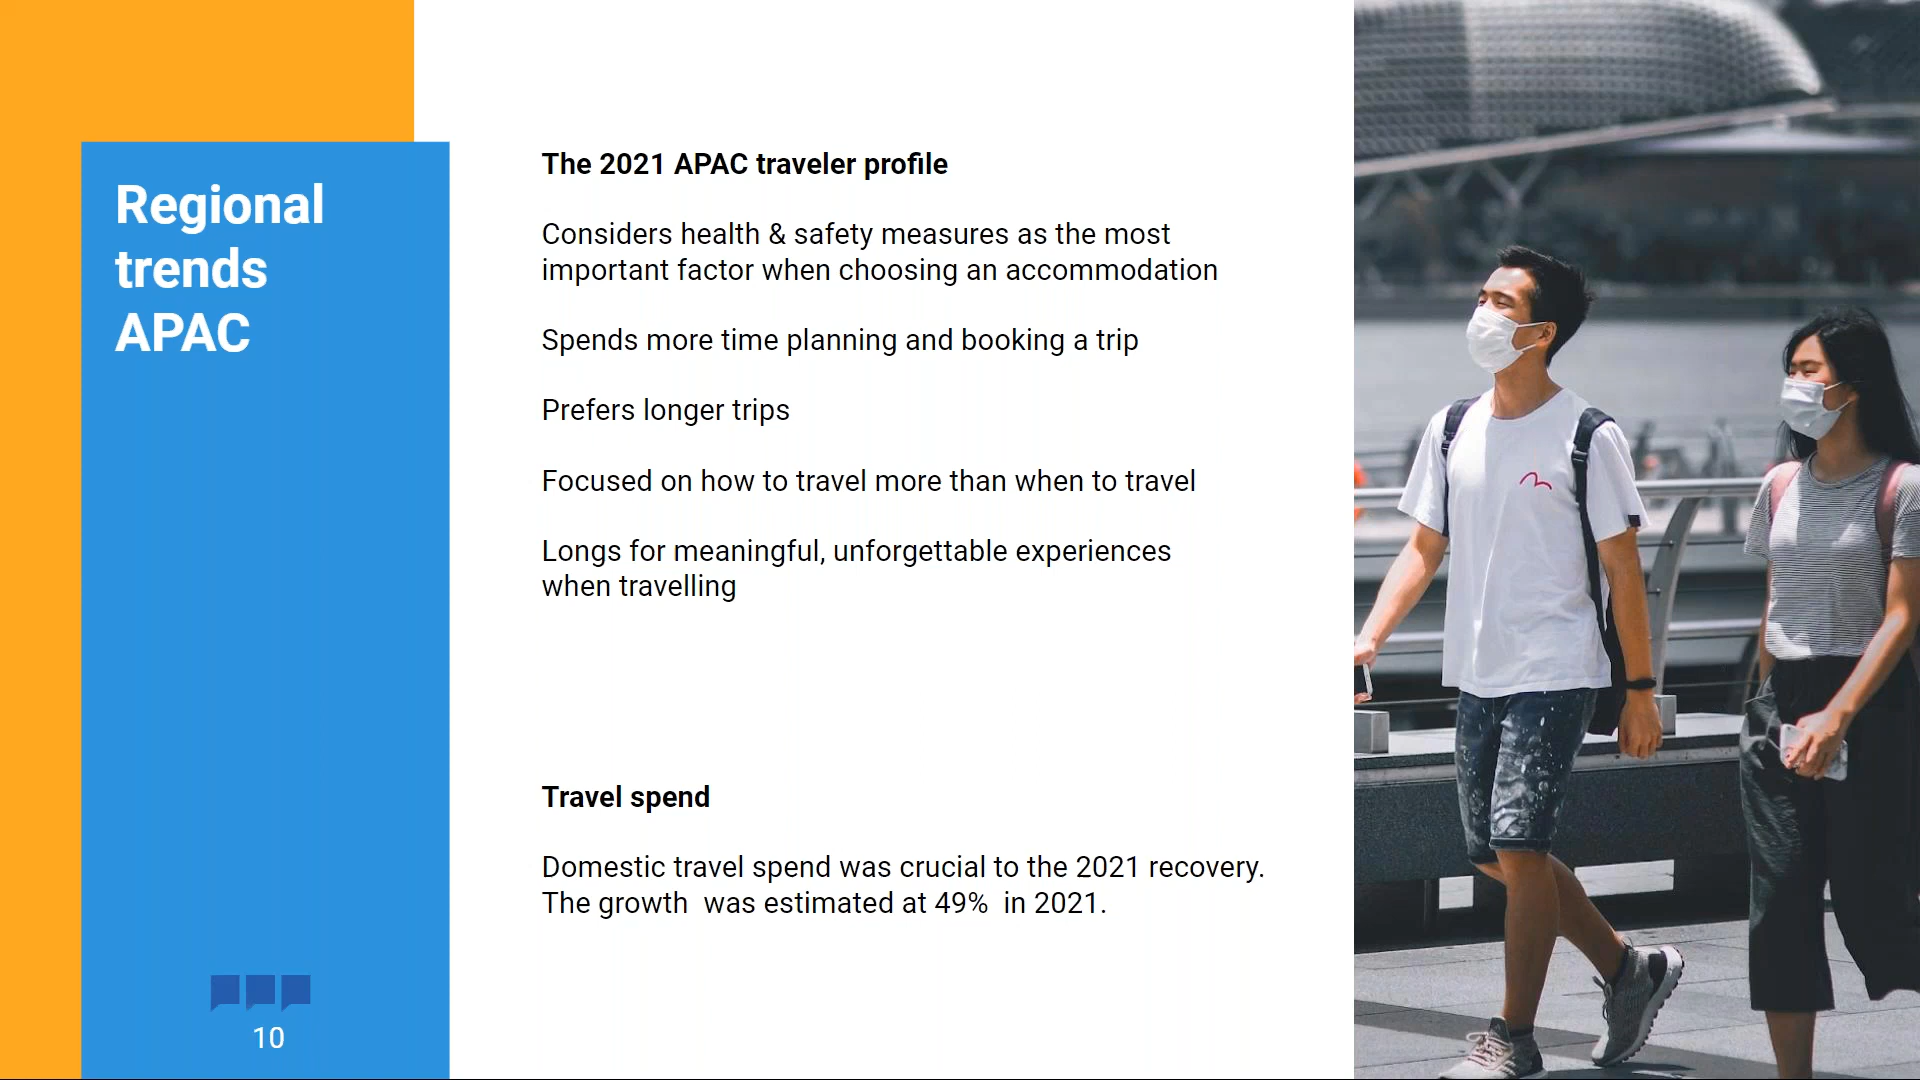 Regional
trends
APAC
The 2021 APAC traveler profile
Considers health & safety measures as the most
important factor when choosing an accommodation
Spends more time planning and booking a trip
Prefers longer trips
Focused on how to travel more than when to travel
Longs for meaningful, unforgettable experiences
when travelling
Travel spend
Domestic travel spend was crucial to the 2021 recovery.
The growth  was estimated at 49%  in 2021.
10